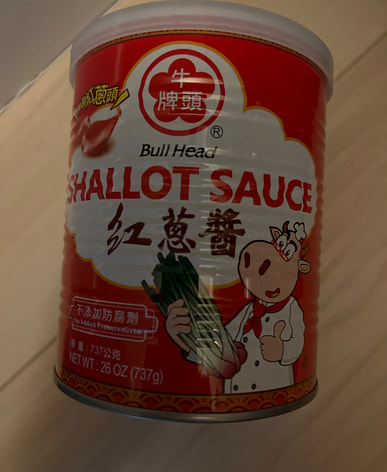 牛
牌頭
®
Bull Head
SHALLOT SAUCE
紅蔥醬
不添加防腐劑
No Added Preservatives
淨重:737公克
NET WT: 26 OZ (737g)